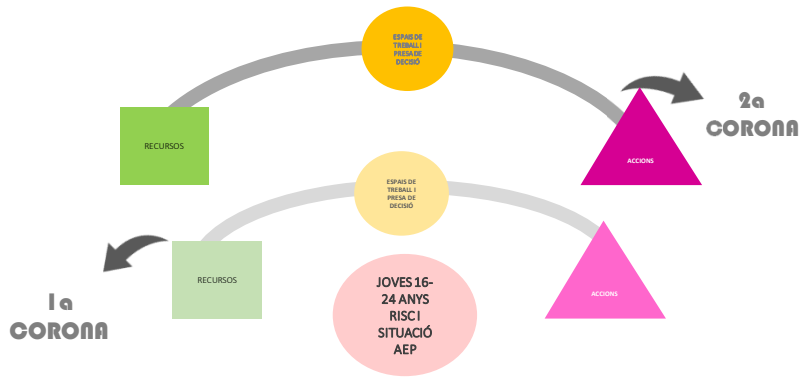 ESPAIS DE
TREBALL I
PRESA DE
DECISIÓ
2a
CORONA
RECURSOS
ACCIONS
ESPAIS DE
TREBALL I
PRESA DE
DECISIÓ
1a
CORONA
RECURSOS
ACCIONS
JOVES 16-
24 ANYS
RISC I
SITUACIÓ
AEP